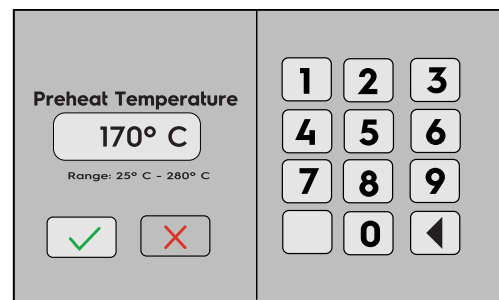 Preheat Temperature
170° C
Range: 25° C - 280° C
1 2 3
4 5 6
7 8 9
0